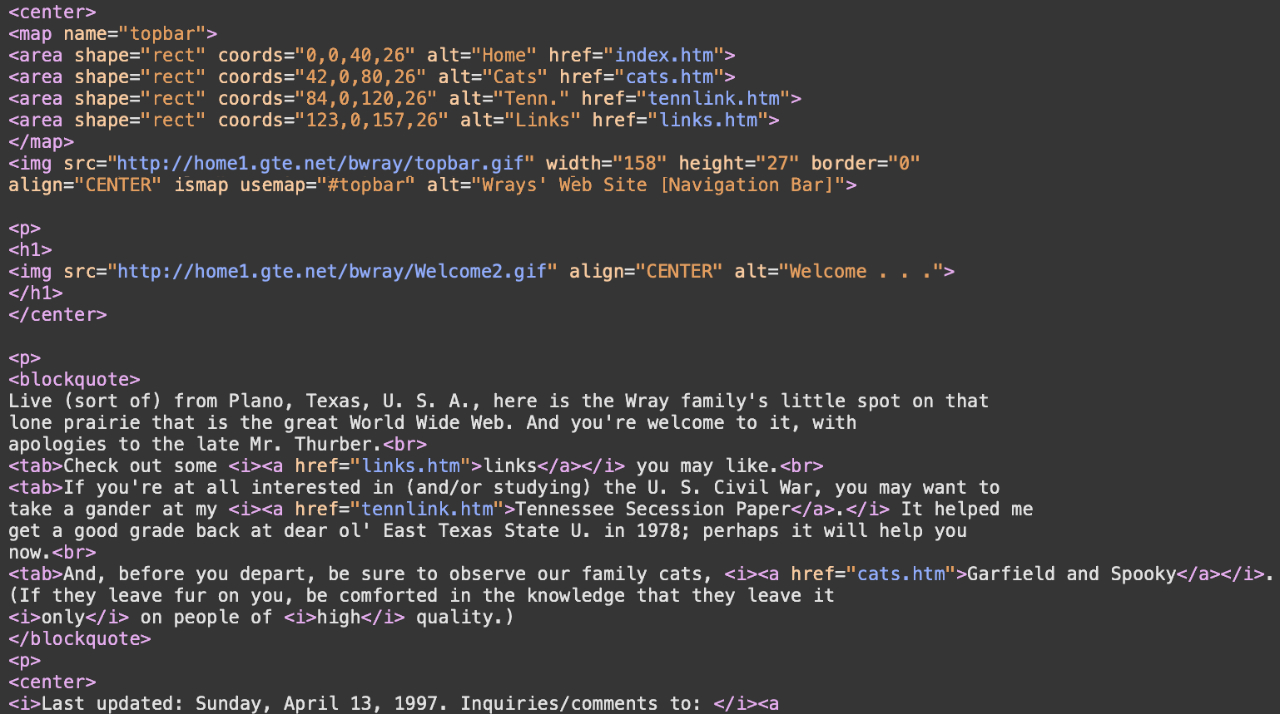 <center>
<map name="topbar">
<area shape="rect" coords="0,0,40,26" alt="Home" href="index.htm">
<area shape="rect" coords="42,0,80,26" alt="Cats" href="cats.htm">
<area shape="rect" coords="84,0,120,26" alt="Tenn." href="tennlink.htm">
<area shape="rect" coords="123,0,157,26" alt="Links" href="links.htm">
</map>
<img src="http://home1.gte.net/bwray/topbar.gif" width="158" height="27" border="0"
align="CENTER" ismap usemap="#topbar" alt="Wrays' Web Site [Navigation Bar]">
<p>
<h1>
<img src="http://home1.gte.net/bwray/Welcome2.gif" align="CENTER" alt="Welcome . . .">
</h1>
</center>
<p>
<blockquote>
Live (sort of) from Plano, Texas, U. S. A., here is the Wray family's little spot on that
lone prairie that is the great World Wide Web. And you're welcome to it, with
apologies to the late Mr. Thurber.<br>
<tab>Check out some <i><a href="links.htm">links</a></i> you may like.<br>
<tab>If you're at all interested in (and/or studying) the U. S. Civil War, you may want to
take a gander at my <i><a href="tennlink.htm">Tennessee Secession Paper</a>.</i> It helped me
get a good grade back at dear ol' East Texas State U. in 1978; perhaps it will help you
now.<br>
<tab>And, before you depart, be sure to observe our family cats, <i><a href="cats.htm">Garfield and Spooky</a></i>.
(If they leave fur on you, be comforted in the knowledge that they leave it
<i>only</i> on people of <i>high</i> quality.)
</blockquote>
<p>
<center>
<i>Last updated: Sunday, April 13, 1997. Inquiries/comments to: </i><a